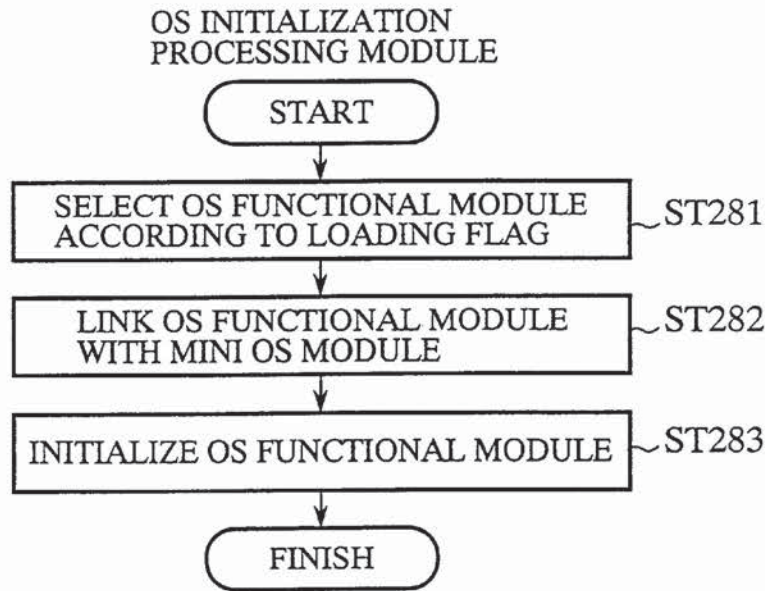 OS INITIALIZATION
PROCESSING MODULE
START
SELECT OS FUNCTIONAL MODULE
ACCORDING TO LOADING FLAG
ST281
LINK OS FUNCTIONAL MODULE
WITH MINI OS MODULE
ST282
INITIALIZE OS FUNCTIONAL MODULE
ST283
FINISH